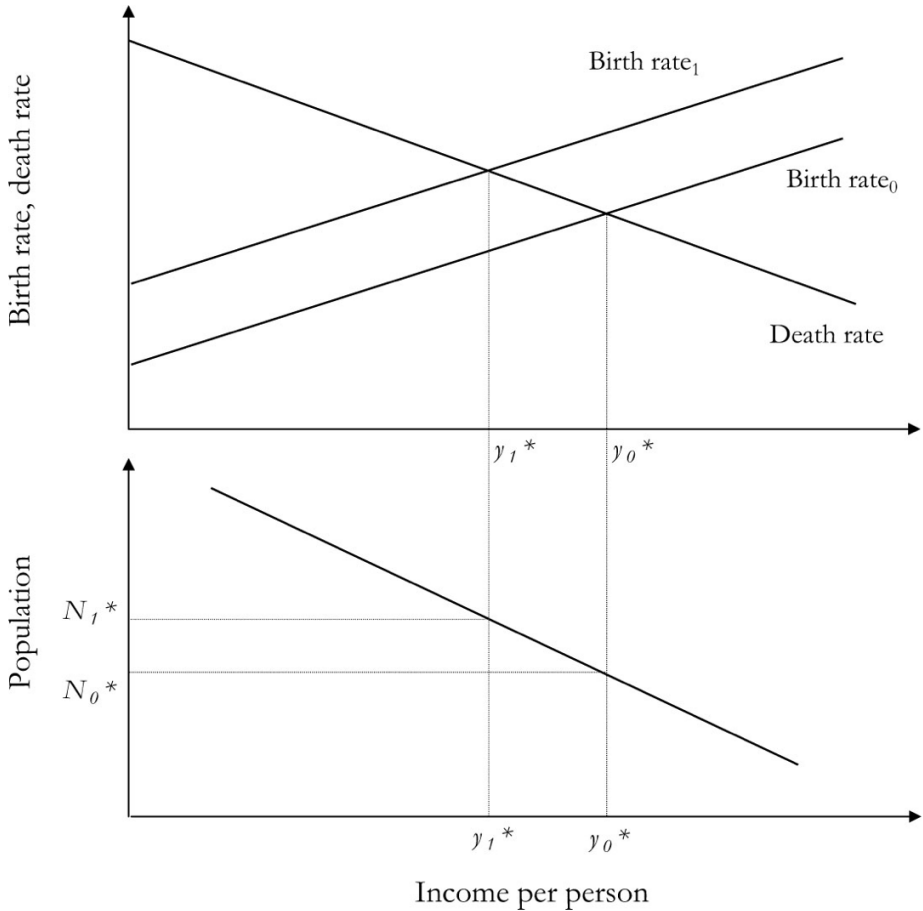 Birth rate, death rate
Birth rate₁
Birth rate₀
Death rate
y₁*
y₀*
Population
N₁*
N₀*
y₁*
y₀*
Income per person